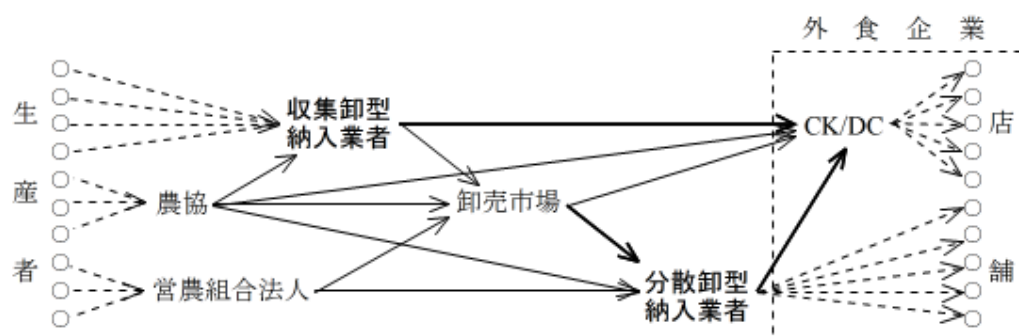 外食企業
生産者
収集卸型
納入業者
CK/DC
店舗
農協
卸売市場
営農組合法人
分散卸型
納入業者